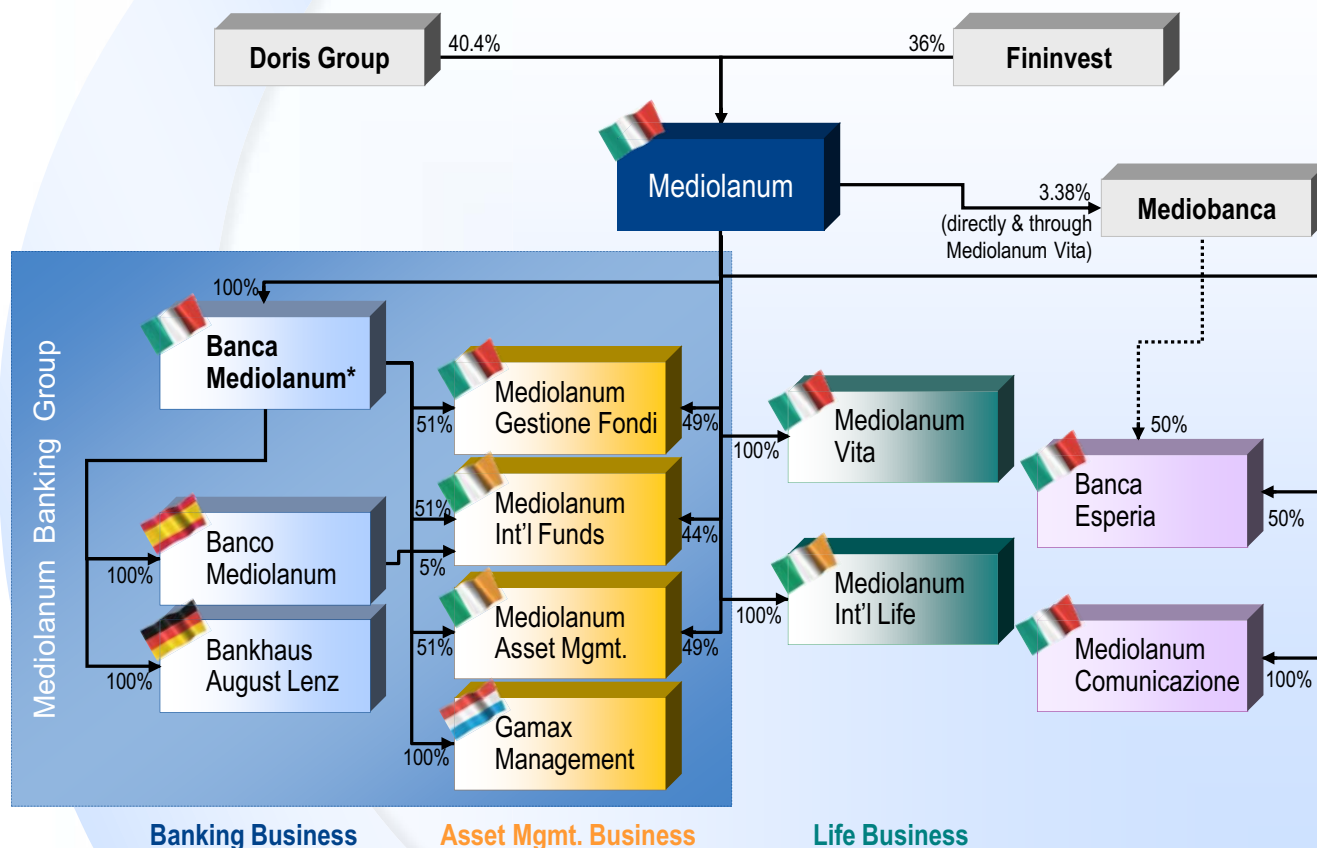 40.4%
36%
Doris Group
Fininvest
Mediolanum
3.38%
(directly & through
Mediolanum Vita)
Mediobanca
Mediolanum Banking Group
100%
Banca
Mediolanum*
Mediolanum
Gestione Fondi
51%
49%
100%
Mediolanum
Vita
50%
Banca
Esperia
50%
51%
Mediolanum
Int'l Funds
44%
5%
Banco
Mediolanum
100%
Mediolanum
Asset Mgmt.
51%
49%
100%
Mediolanum
Int'l Life
Bankhaus
August Lenz
100%
Mediolanum
Comunicazione
100%
Gamax
Management
100%
Banking Business
Asset Mgmt. Business
Life Business